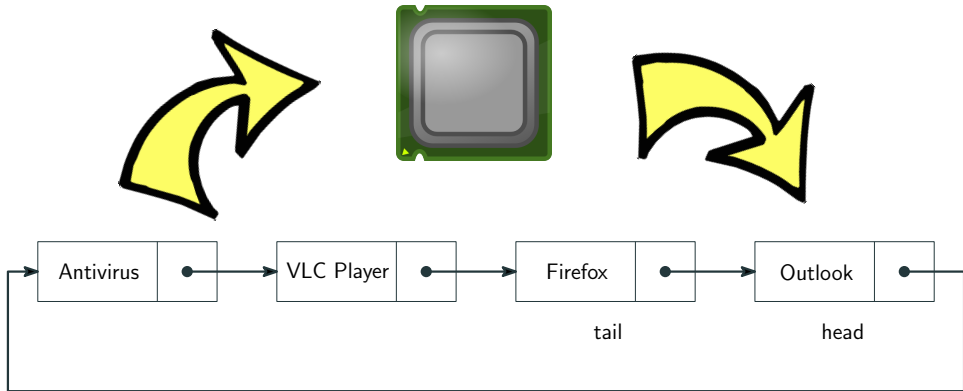 Antivirus
VLC Player
Firefox
Outlook
tail
head